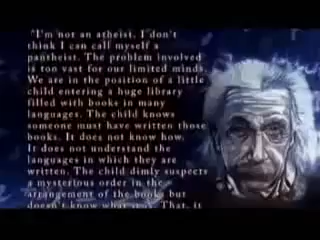 "I'm not an atheist. I don't
think I can call myself a
pantheist. The problem involved
is too vast for our limited minds.
We are in the position of a little
child entering a huge library
filled with books in many
languages. The child knows
someone must have written those
books. It does not know how.
It does not understand the
languages in which they are
written. The child dimly suspects
a mysterious order in the
arrangement of the books but
doesn't know what That, it